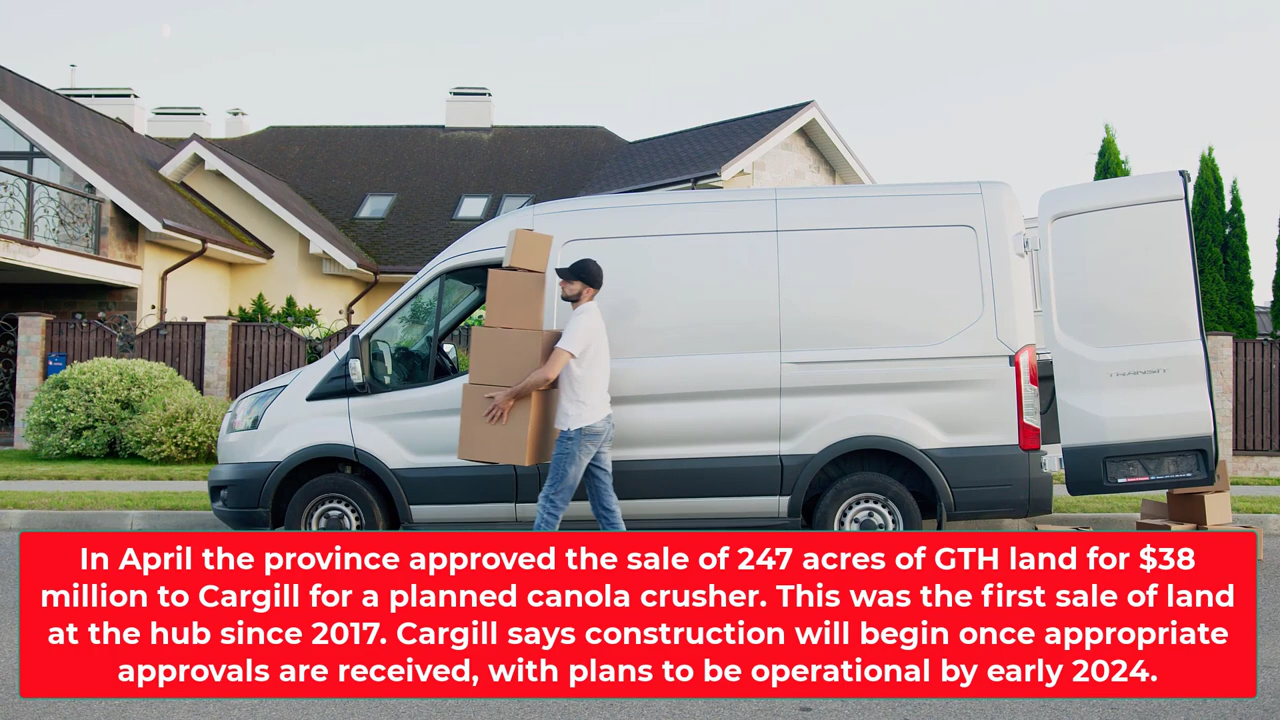 TRANSIT
In April the province approved the sale of 247 acres of GTH land for $38
million to Cargill for a planned canola crusher. This was the first sale of land
at the hub since 2017. Cargill says construction will begin once appropriate
approvals are received, with plans to be operational by early 2024.